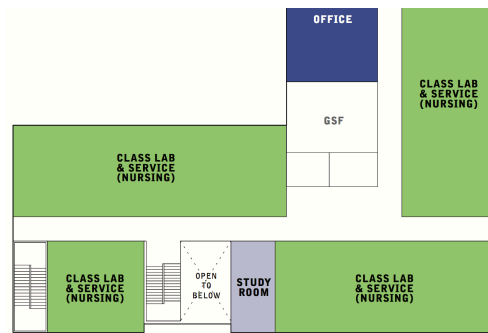 OFFICE
CLASS LAB
& SERVICE
(NURSING)
GSF
CLASS LAB
& SERVICE
(NURSING)
CLASS LAB
& SERVICE
(NURSING)
OPEN
TO
BELOW
STUDY
ROOM
CLASS LAB
& SERVICE
(NURSING)